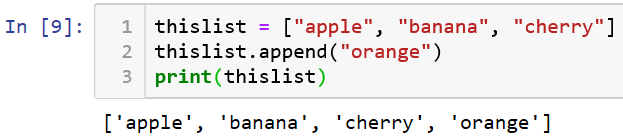 In [9]:
1 thislist = ["apple", "banana", "cherry"]
2 thislist.append("orange")
3 print(thislist)
['apple', 'banana', 'cherry', 'orange']